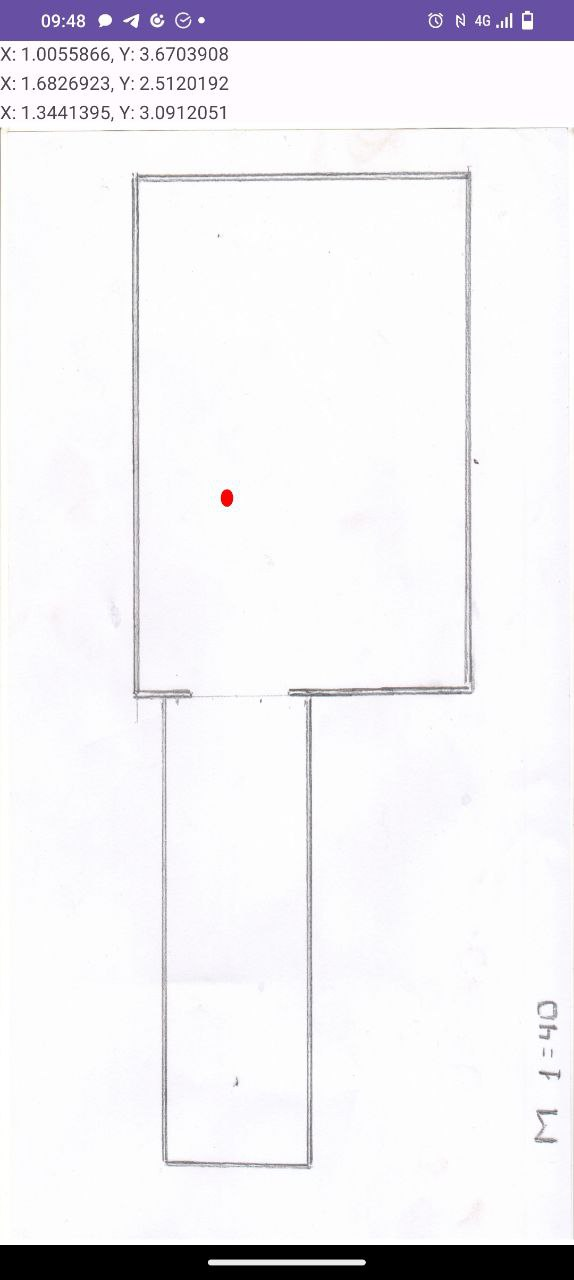 09:48
4G
X: 1.0055866, Y: 3.6703908
X: 1.6826923, Y: 2.5120192
X: 1.3441395, Y: 3.0912051
M 1=40